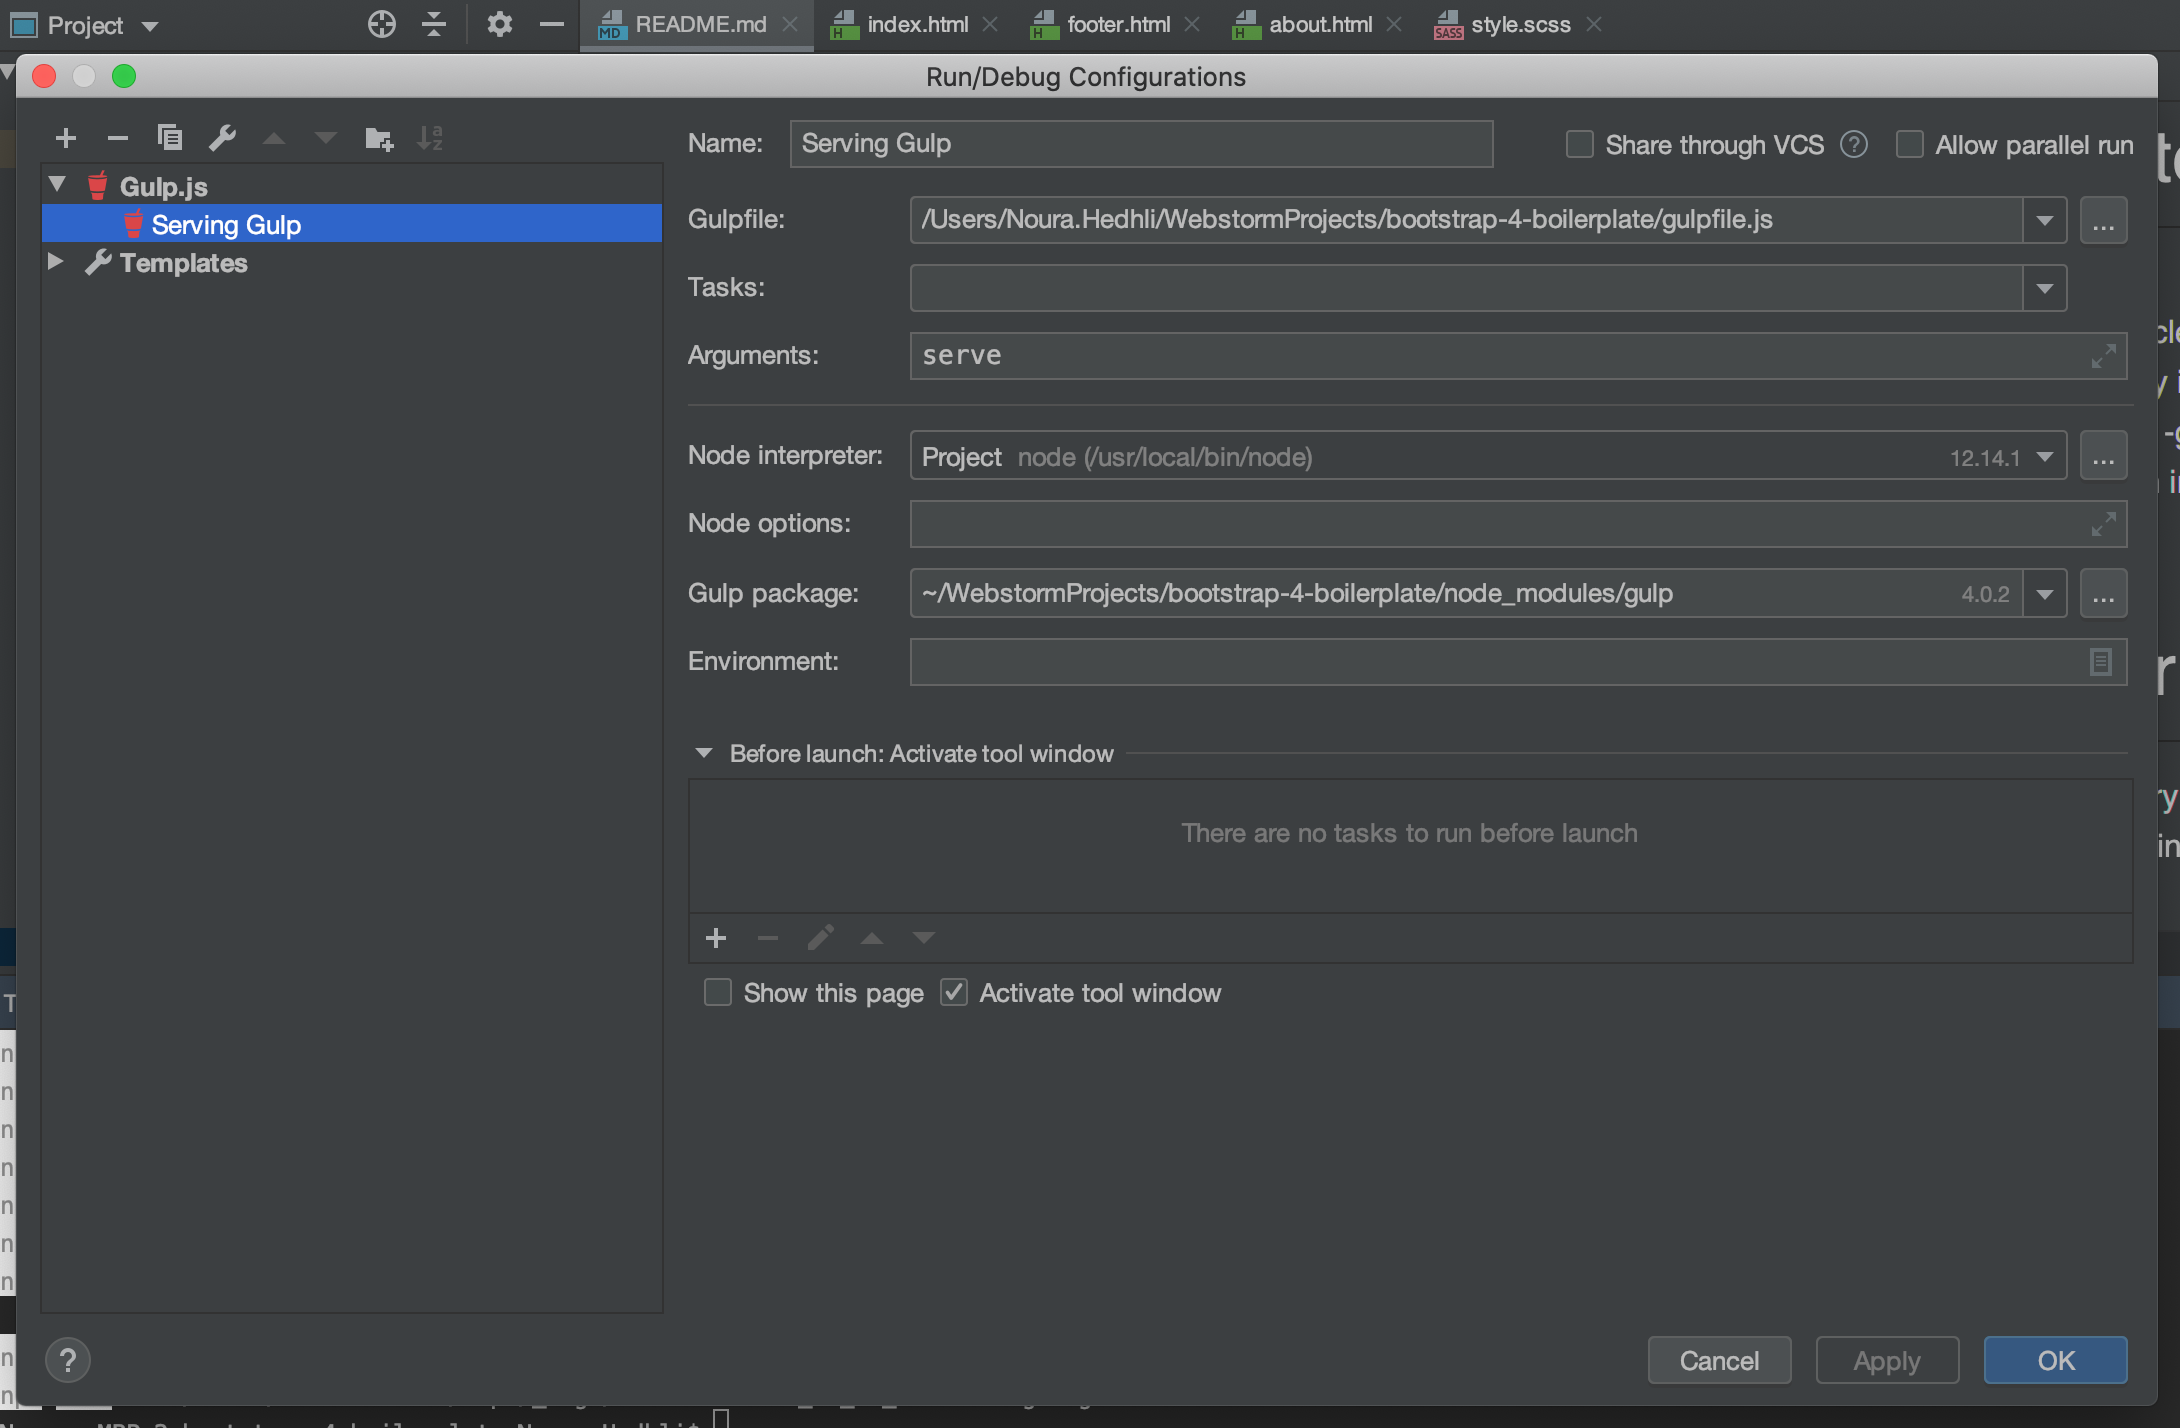 Project
README.md
index.html
footer.html
about.html
style.scss
MD
H
H
H
SASS
Run/Debug Configurations
Name: Serving Gulp
Share through VCS ?
Allow parallel run
Gulp.js
Serving Gulp
Templates
Gulpfile: /Users/Noura.Hedhli/WebstormProjects/bootstrap-4-boilerplate/gulpfile.js ...
Tasks:
Arguments: serve
Node interpreter: Project node (/usr/local/bin/node) 12.14.1 ...
Node options:
Gulp package: ~/WebstormProjects/bootstrap-4-boilerplate/node_modules/gulp 4.0.2 ...
Environment:
Before launch: Activate tool window
There are no tasks to run before launch
Show this page
Activate tool window
?
Cancel
Apply
OK